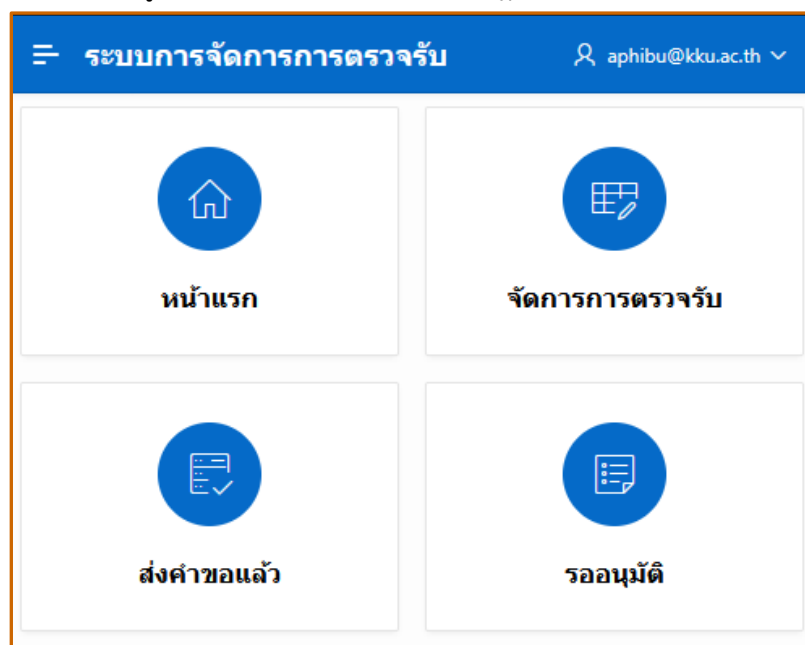 ระบบการจัดการการตรวจรับ aphibu@kku.ac.th
หน้าแรก จัดการการตรวจรับ
ส่งคำขอแล้ว รออนุมัติ